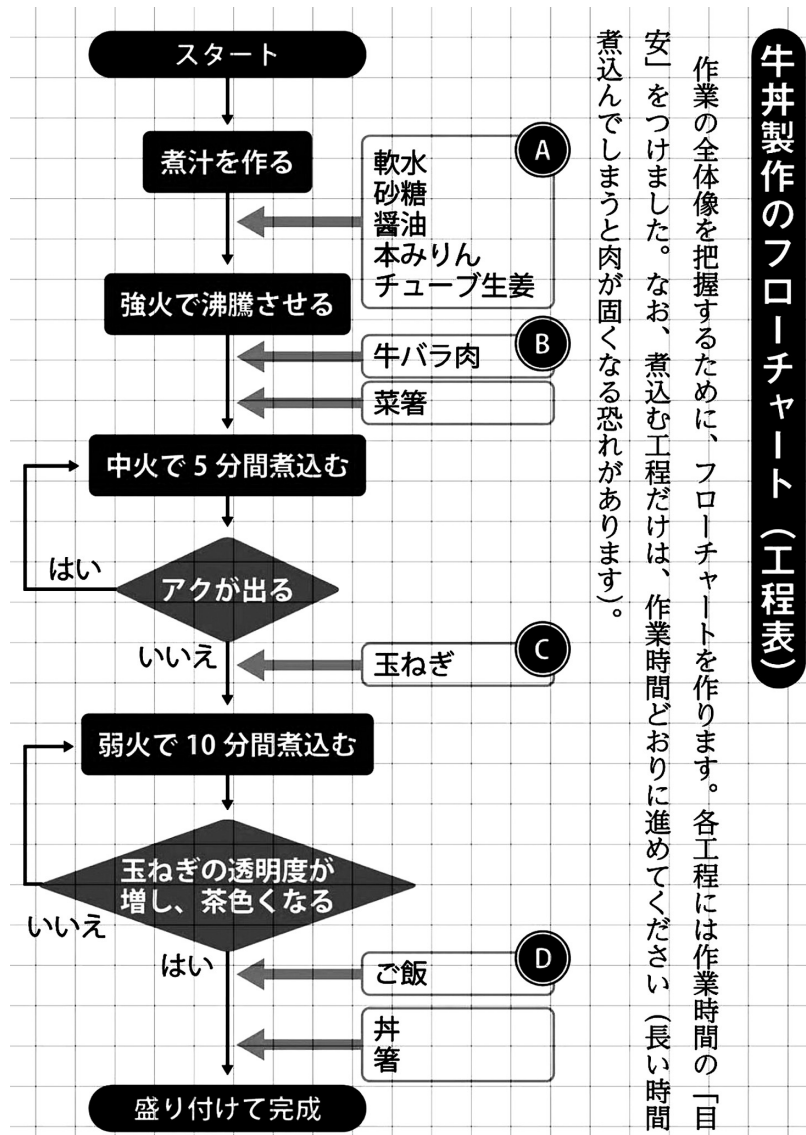 牛丼製作のフローチャート（工程表）
作業の全体像を把握するために、フローチャートを作ります。各工程には作業時間の「目
安」をつけました。なお、煮込む工程だけは、作業時間どおりに進めてください（長い時間
煮込んでしまうと肉が固くなる恐れがあります）。
スタート
煮汁を作る
A
軟水
砂糖
醤油
本みりん
チューブ生姜
強火で沸騰させる
B
牛バラ肉
菜箸
中火で5分間煮込む
アクが出る
はい
いいえ
C
玉ねぎ
弱火で10分間煮込む
玉ねぎの透明度が
増し、茶色くなる
いいえ
はい
D
ご飯
丼
箸
盛り付けて完成